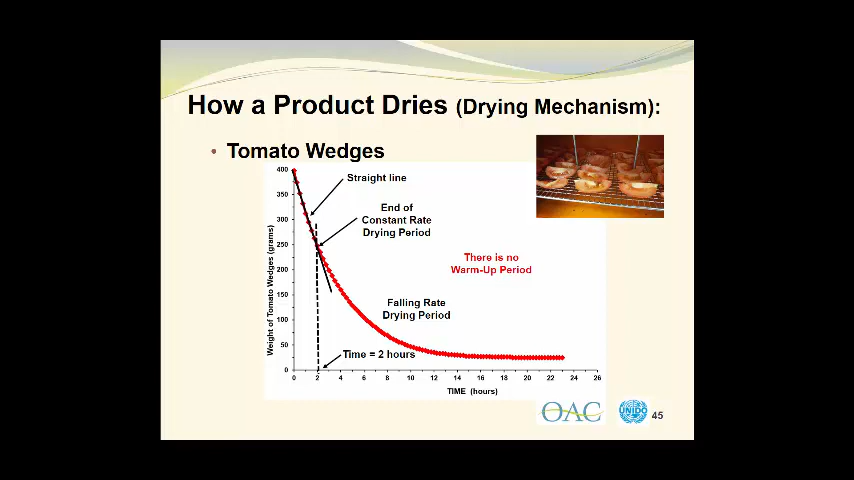 How a Product Dries (Drying Mechanism):
• Tomato Wedges
Straight line
End of
Constant Rate
Drying Period
There is no
Warm-Up Period
Falling Rate
Drying Period
Time = 2 hours
Weight of Tomato Wedges (grams)
400
350
300
250
200
150
100
50
0
0 2 4 6 8 10 12 14 16 18 20 22 24 26
TIME (hours)
OAC
UNIDO
45